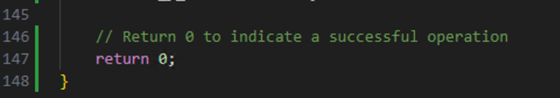 145
146 // Return 0 to indicate a successful operation
147 return 0;
148 }